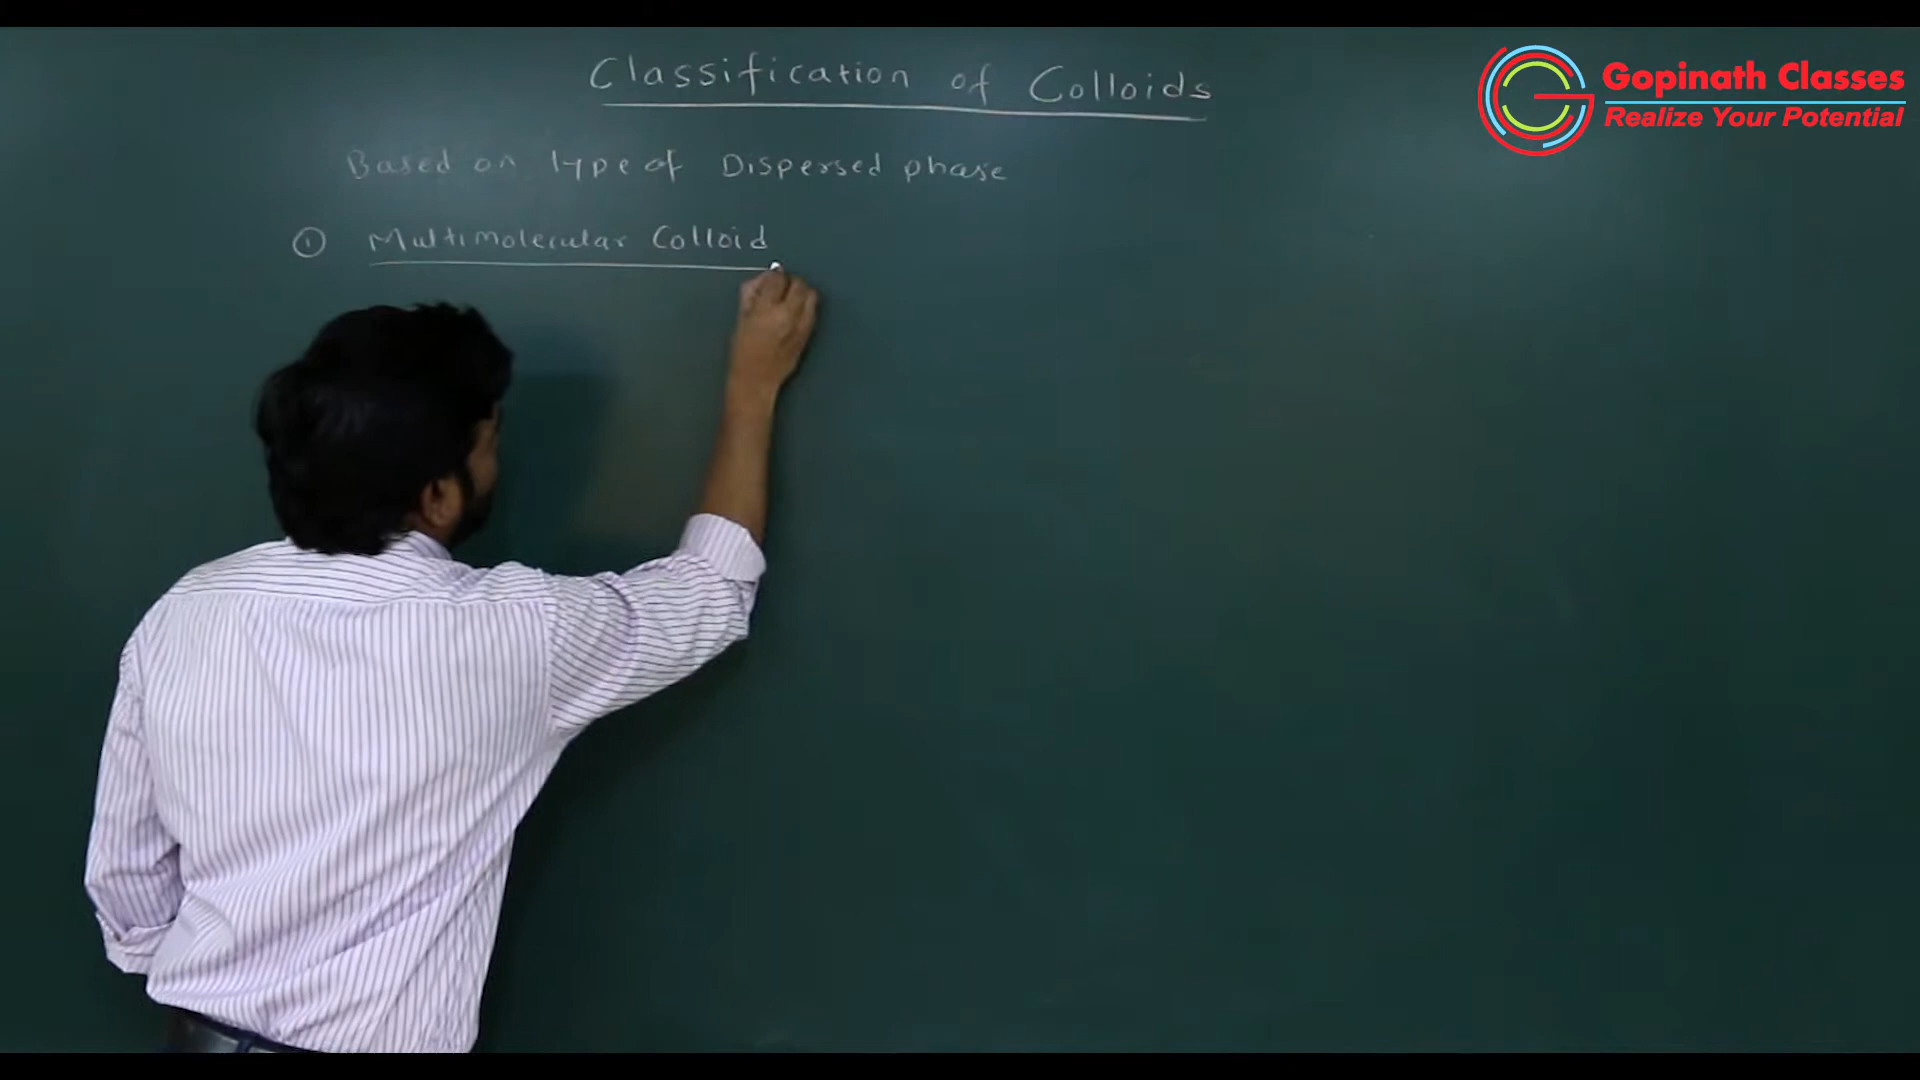 Classification of Colloids
Gopinath Classes
Realize Your Potential
Based on type of Dispersed phase
① Multimolecular Colloid